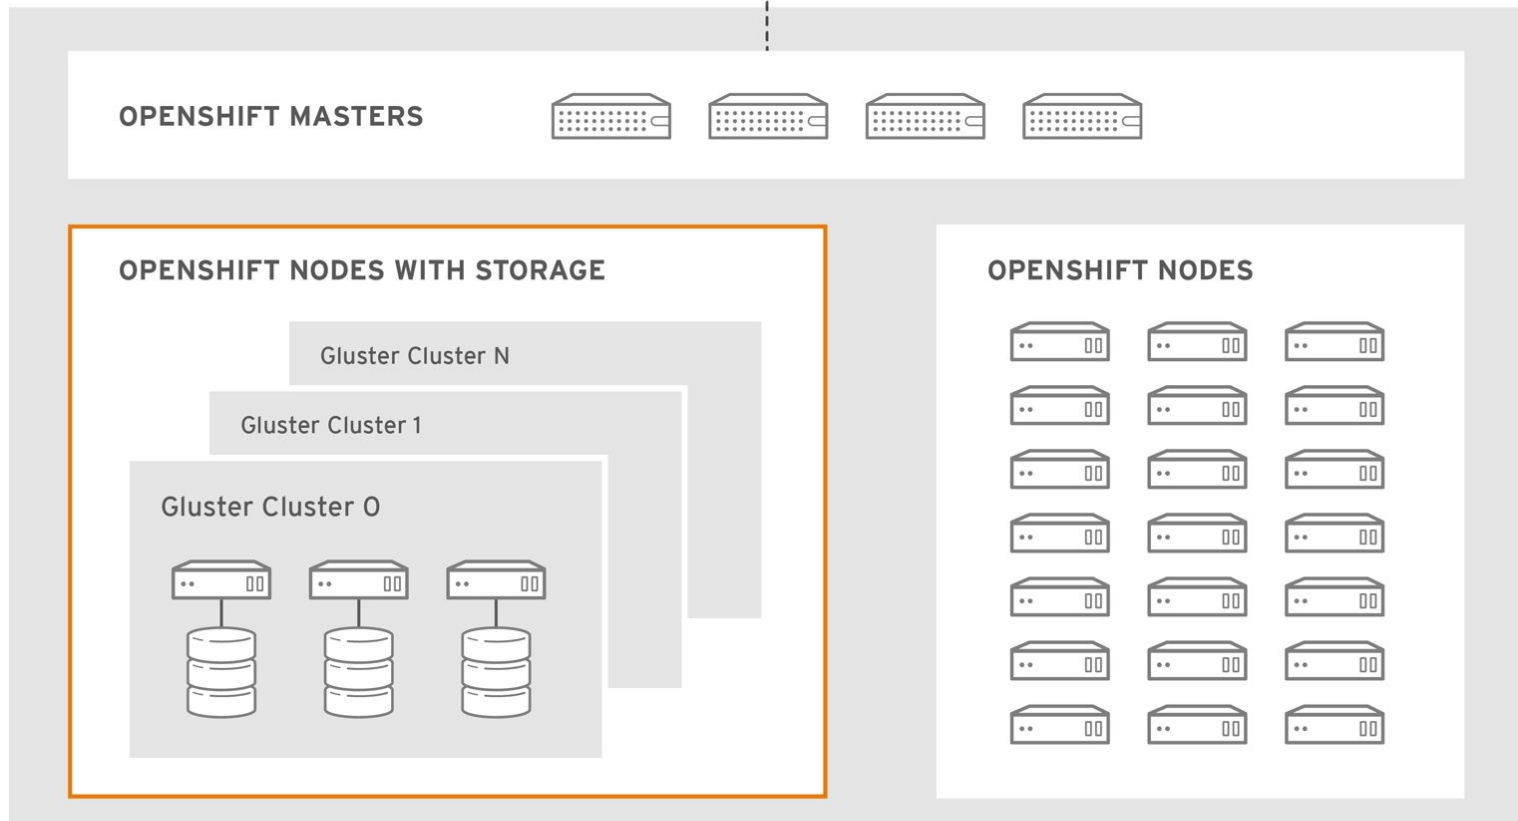 OPENSHIFT MASTERS
OPENSHIFT NODES WITH STORAGE
Gluster Cluster N
Gluster Cluster 1
Gluster Cluster 0
OPENSHIFT NODES